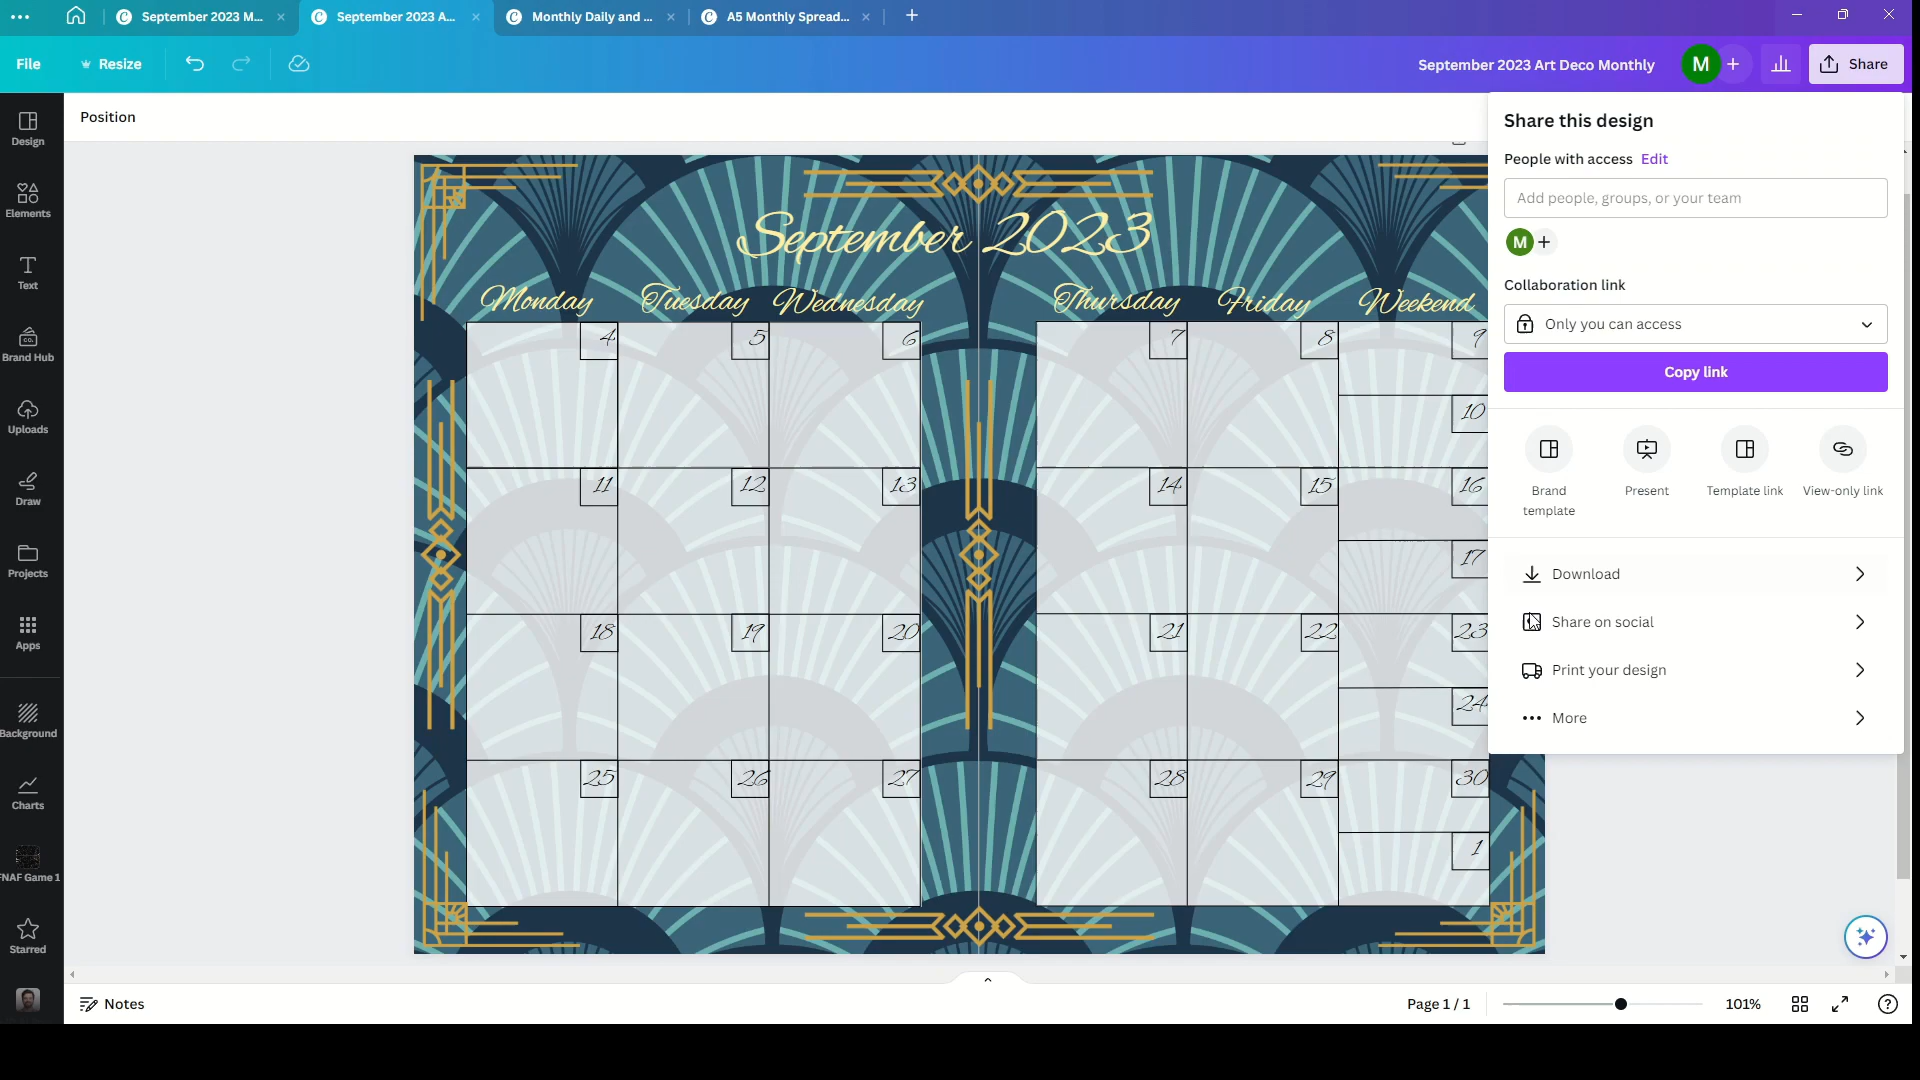 September 2023 M...
September 2023 A...
Monthly Daily and ...
A5 Monthly Spread...
File
Resize
September 2023 Art Deco Monthly
M
Share
Position
Design
Elements
Text
Brand Hub
Uploads
Draw
Projects
Apps
Background
Charts
FNAF Game 1
Starred
September 2023
Monday Tuesday Wednesday Thursday Friday Weekend
4 5 6 7 8 9
10
11 12 13 14 15 16
17
18 19 20 21 22 23
24
25 26 27 28 29 30
1
Share this design
People with access Edit
Add people, groups, or your team
M
Collaboration link
Only you can access
Copy link
Brand
template
Present
Template link
View-only link
Download
Share on social
Print your design
More
Notes
Page 1 / 1
101%